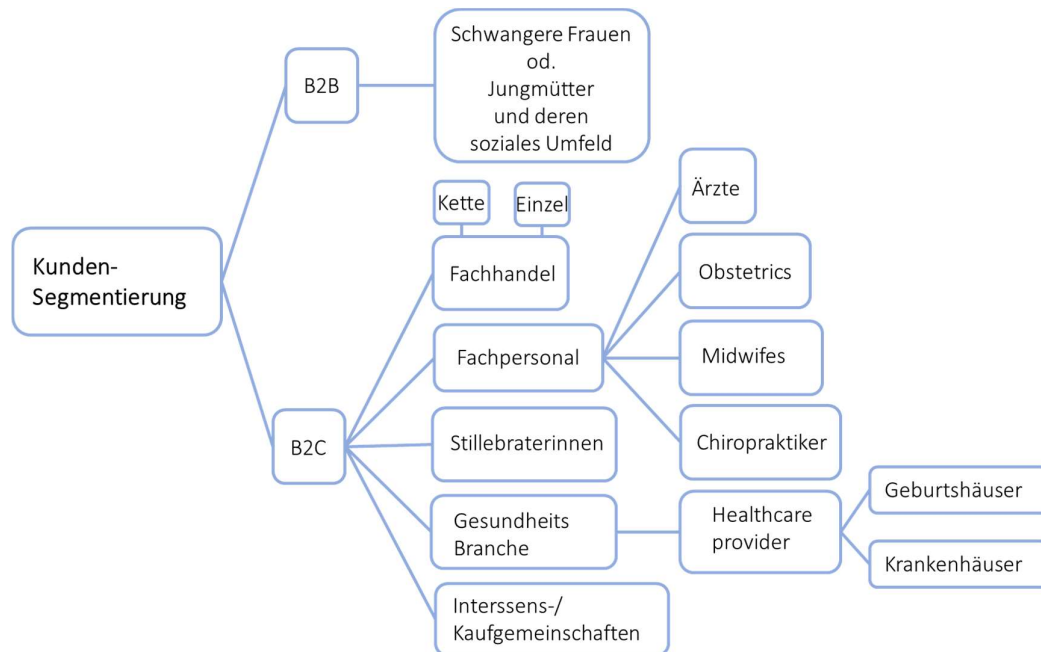 Schwangere Frauen
od.
Jungmütter
und deren
soziales Umfeld
B2B
Kette
Einzel
Ärzte
Kunden-
Segmentierung
Fachhandel
Obstetrics
Fachpersonal
Midwifes
B2C
Stillebraterinnen
Chiropraktiker
Gesundheits
Branche
Healthcare
provider
Geburtshäuser
Krankenhäuser
Interssens-/
Kaufgemeinschaften